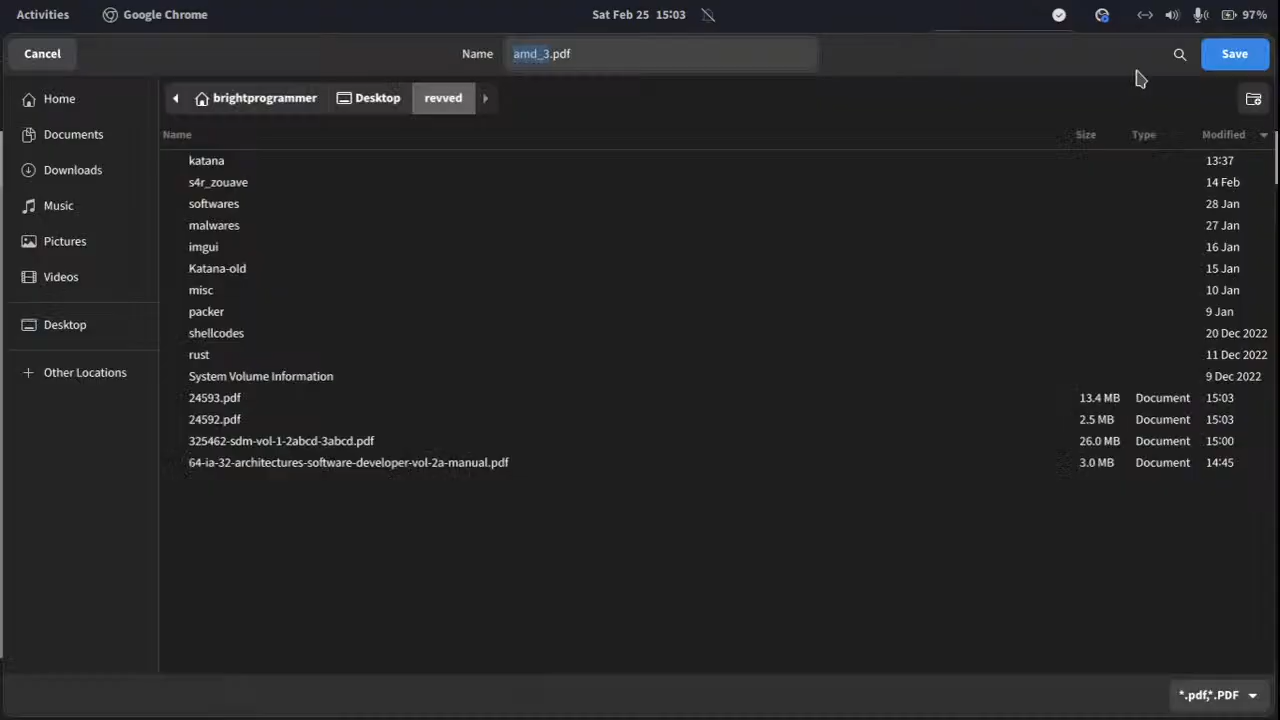 Activities Google Chrome Sat Feb 25 15:03 97%
Cancel Name amd_3.pdf Save
Home brightprogrammer Desktop revved
Documents Name Size Type Modified
katana 13:37
Downloads s4r_zouave 14 Feb
Music softwares 28 Jan
malwares 27 Jan
Pictures imgui 16 Jan
Videos Katana-old 15 Jan
misc 10 Jan
packer 9 Jan
Desktop shellcodes 20 Dec 2022
rust 11 Dec 2022
Other Locations System Volume Information 9 Dec 2022
24593.pdf 13.4 MB Document 15:03
24592.pdf 2.5 MB Document 15:03
325462-sdm-vol-1-2abcd-3abcd.pdf 26.0 MB Document 15:00
64-ia-32-architectures-software-developer-vol-2a-manual.pdf 3.0 MB Document 14:45
*.pdf,*.PDF